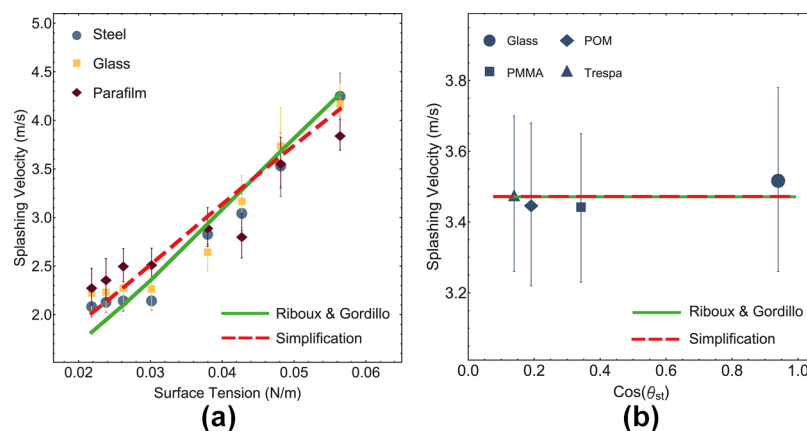 5.0
4.5
4.0
3.5
3.0
2.5
2.0
Splashing Velocity (m/s)
Steel
Glass
Parafilm
Riboux & Gordillo
Simplification
0.02 0.03 0.04 0.05 0.06
Surface Tension (N/m)
(a)
3.8
3.6
3.4
3.2
Splashing Velocity (m/s)
Glass POM
PMMA Trespa
Riboux & Gordillo
Simplification
0.0 0.2 0.4 0.6 0.8 1.0
Cos(θst)
(b)